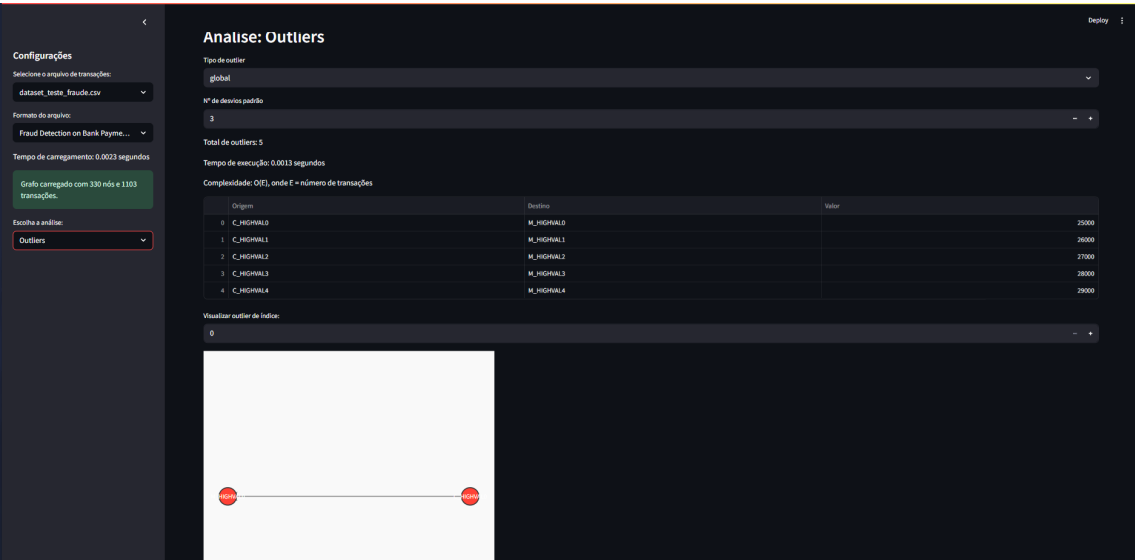 Deploy
Configurações
Selecione o arquivo de transações:
dataset_teste_fraude.csv
Formato do arquivo:
Fraud Detection on Bank Payme...
Tempo de carregamento: 0.0023 segundos
Grafo carregado com 330 nós e 1103
transações.
Escolha a análise:
Outliers
Análise: Outliers
Tipo de outlier
global
Nº de desvios padrão
3
Total de outliers: 5
Tempo de execução: 0.0013 segundos
Complexidade: O(E), onde E = número de transações
Origem Destino Valor
0 C_HIGHVAL0 M_HIGHVAL0 25000
1 C_HIGHVAL1 M_HIGHVAL1 26000
2 C_HIGHVAL2 M_HIGHVAL2 27000
3 C_HIGHVAL3 M_HIGHVAL3 28000
4 C_HIGHVAL4 M_HIGHVAL4 29000
Visualizar outlier de índice:
0